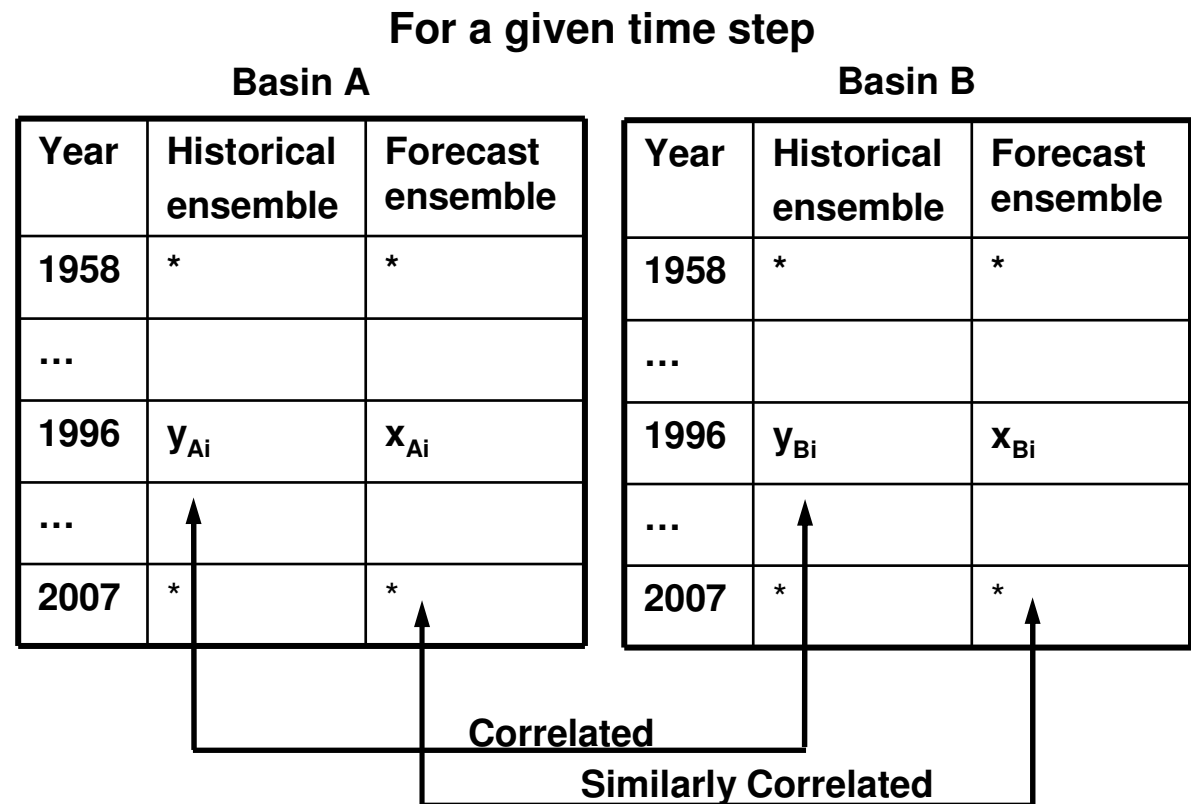 For a given time step
Basin A
Year Historical ensemble Forecast ensemble
1958 * *
…
1996 yAi xAi
…
2007 * *
Basin B
Year Historical ensemble Forecast ensemble
1958 * *
…
1996 yBi xBi
…
2007 * *
Correlated
Similarly Correlated